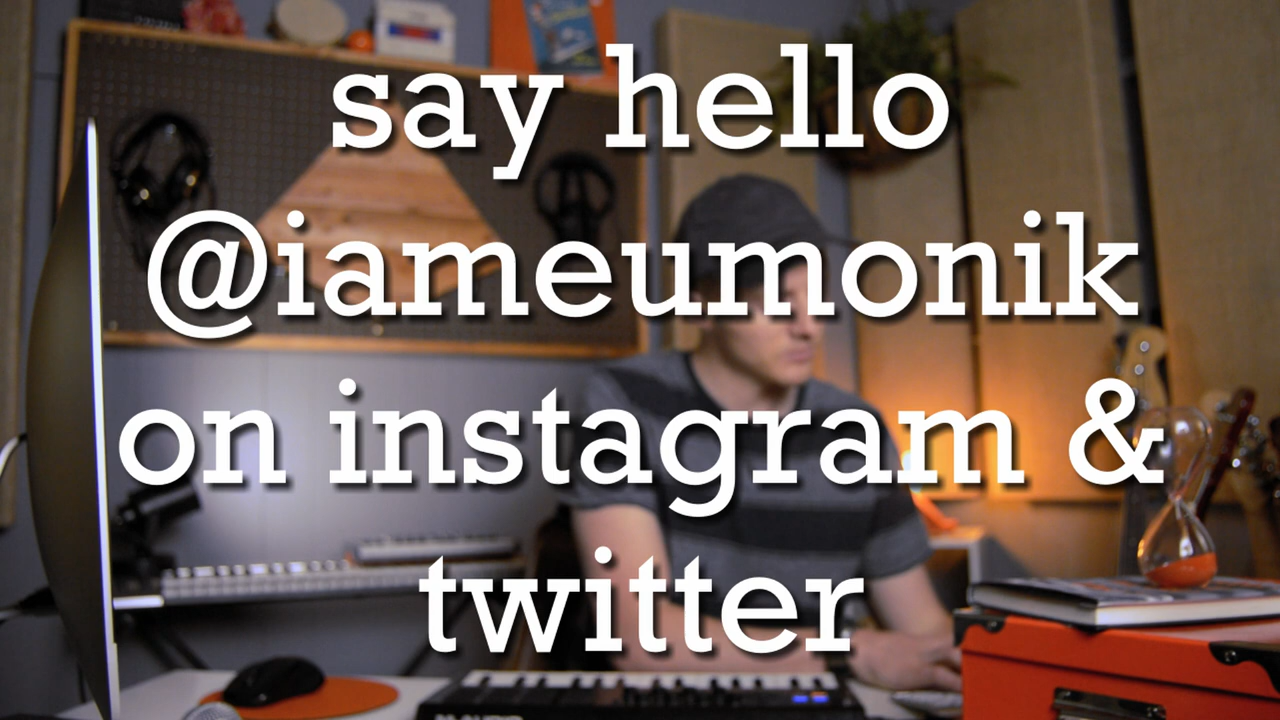 say hello
@iameumonik
on instagram &
twitter